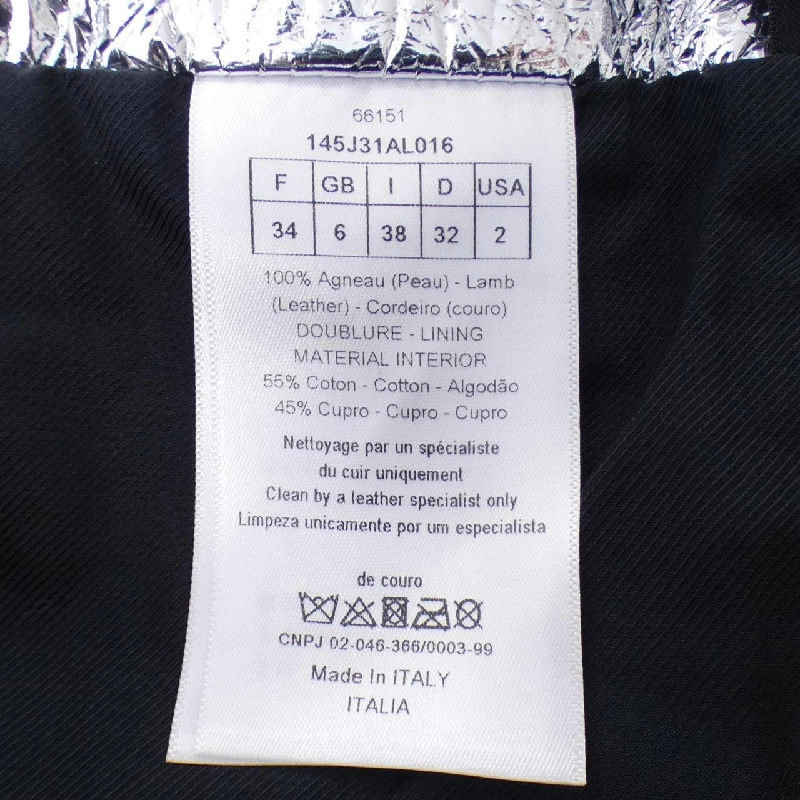 66151
145J31AL016
F GB I D USA
34 6 38 32 2
100% Agneau (Peau) - Lamb
(Leather) - Cordeiro (couro)
DOUBLURE - LINING
MATERIAL INTERIOR
55% Coton - Cotton - Algodão
45% Cupro - Cupro - Cupro
Nettoyage par un spécialiste
du cuir uniquement
Clean by a leather specialist only
Limpeza unicamente por um especialista
de couro
CNPJ 02-046-366/0003-99
Made In ITALY
ITALIA